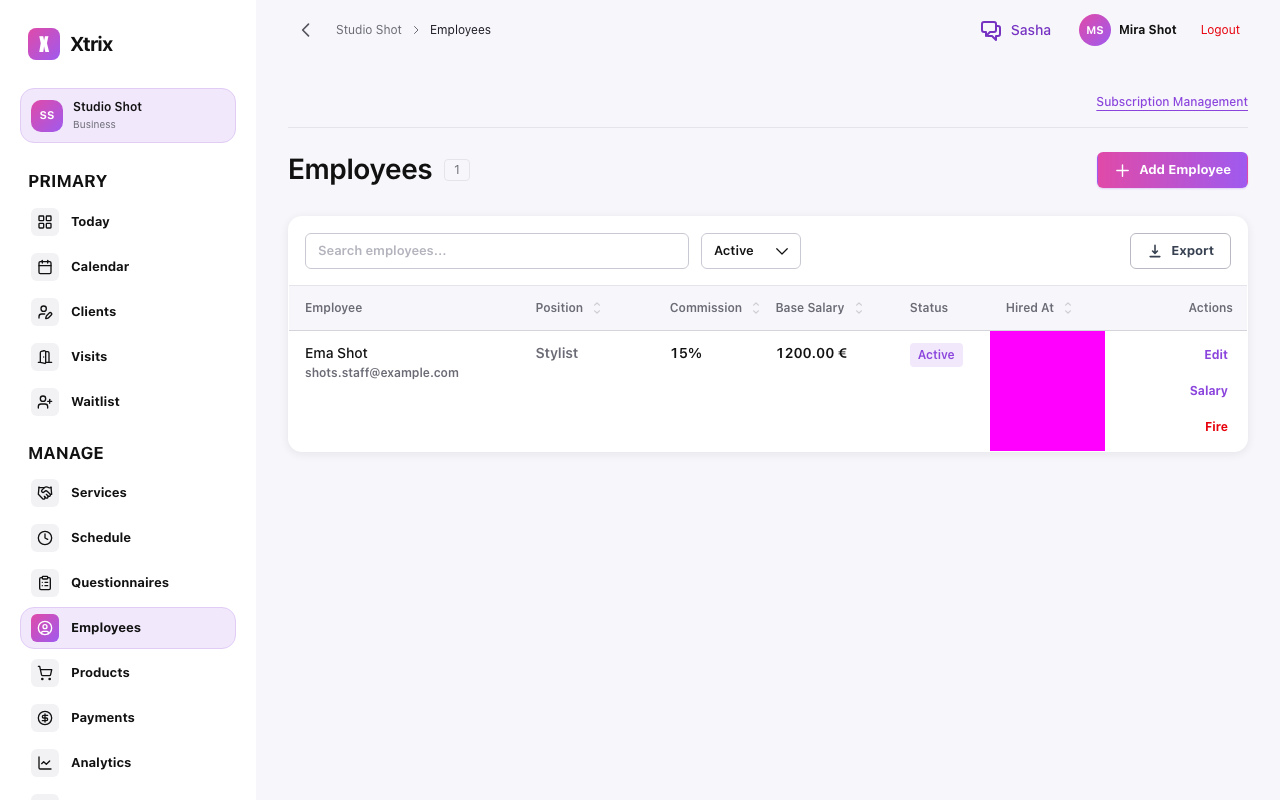 Xtrix
Studio Shot > Employees
Sasha
MS
Mira Shot
Logout
SS
Studio Shot
Business
Subscription Management
PRIMARY
Today
Calendar
Clients
Visits
Waitlist
MANAGE
Services
Schedule
Questionnaires
Employees
Products
Payments
Analytics
Employees 1
Add Employee
Search employees...
Active
Export
Employee Position Commission Base Salary Status Hired At Actions
Ema Shot Stylist 15% 1200.00 € Active Edit
shots.staff@example.com
Salary
Fire